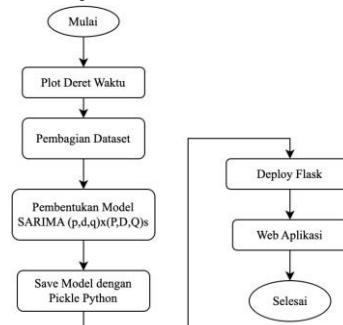 Mulai
Plot Deret Waktu
Pembagian Dataset
Pembentukan Model
SARIMA (p,d,q)x(P,D,Q)s
Save Model dengan
Pickle Python
Deploy Flask
Web Aplikasi
Selesai